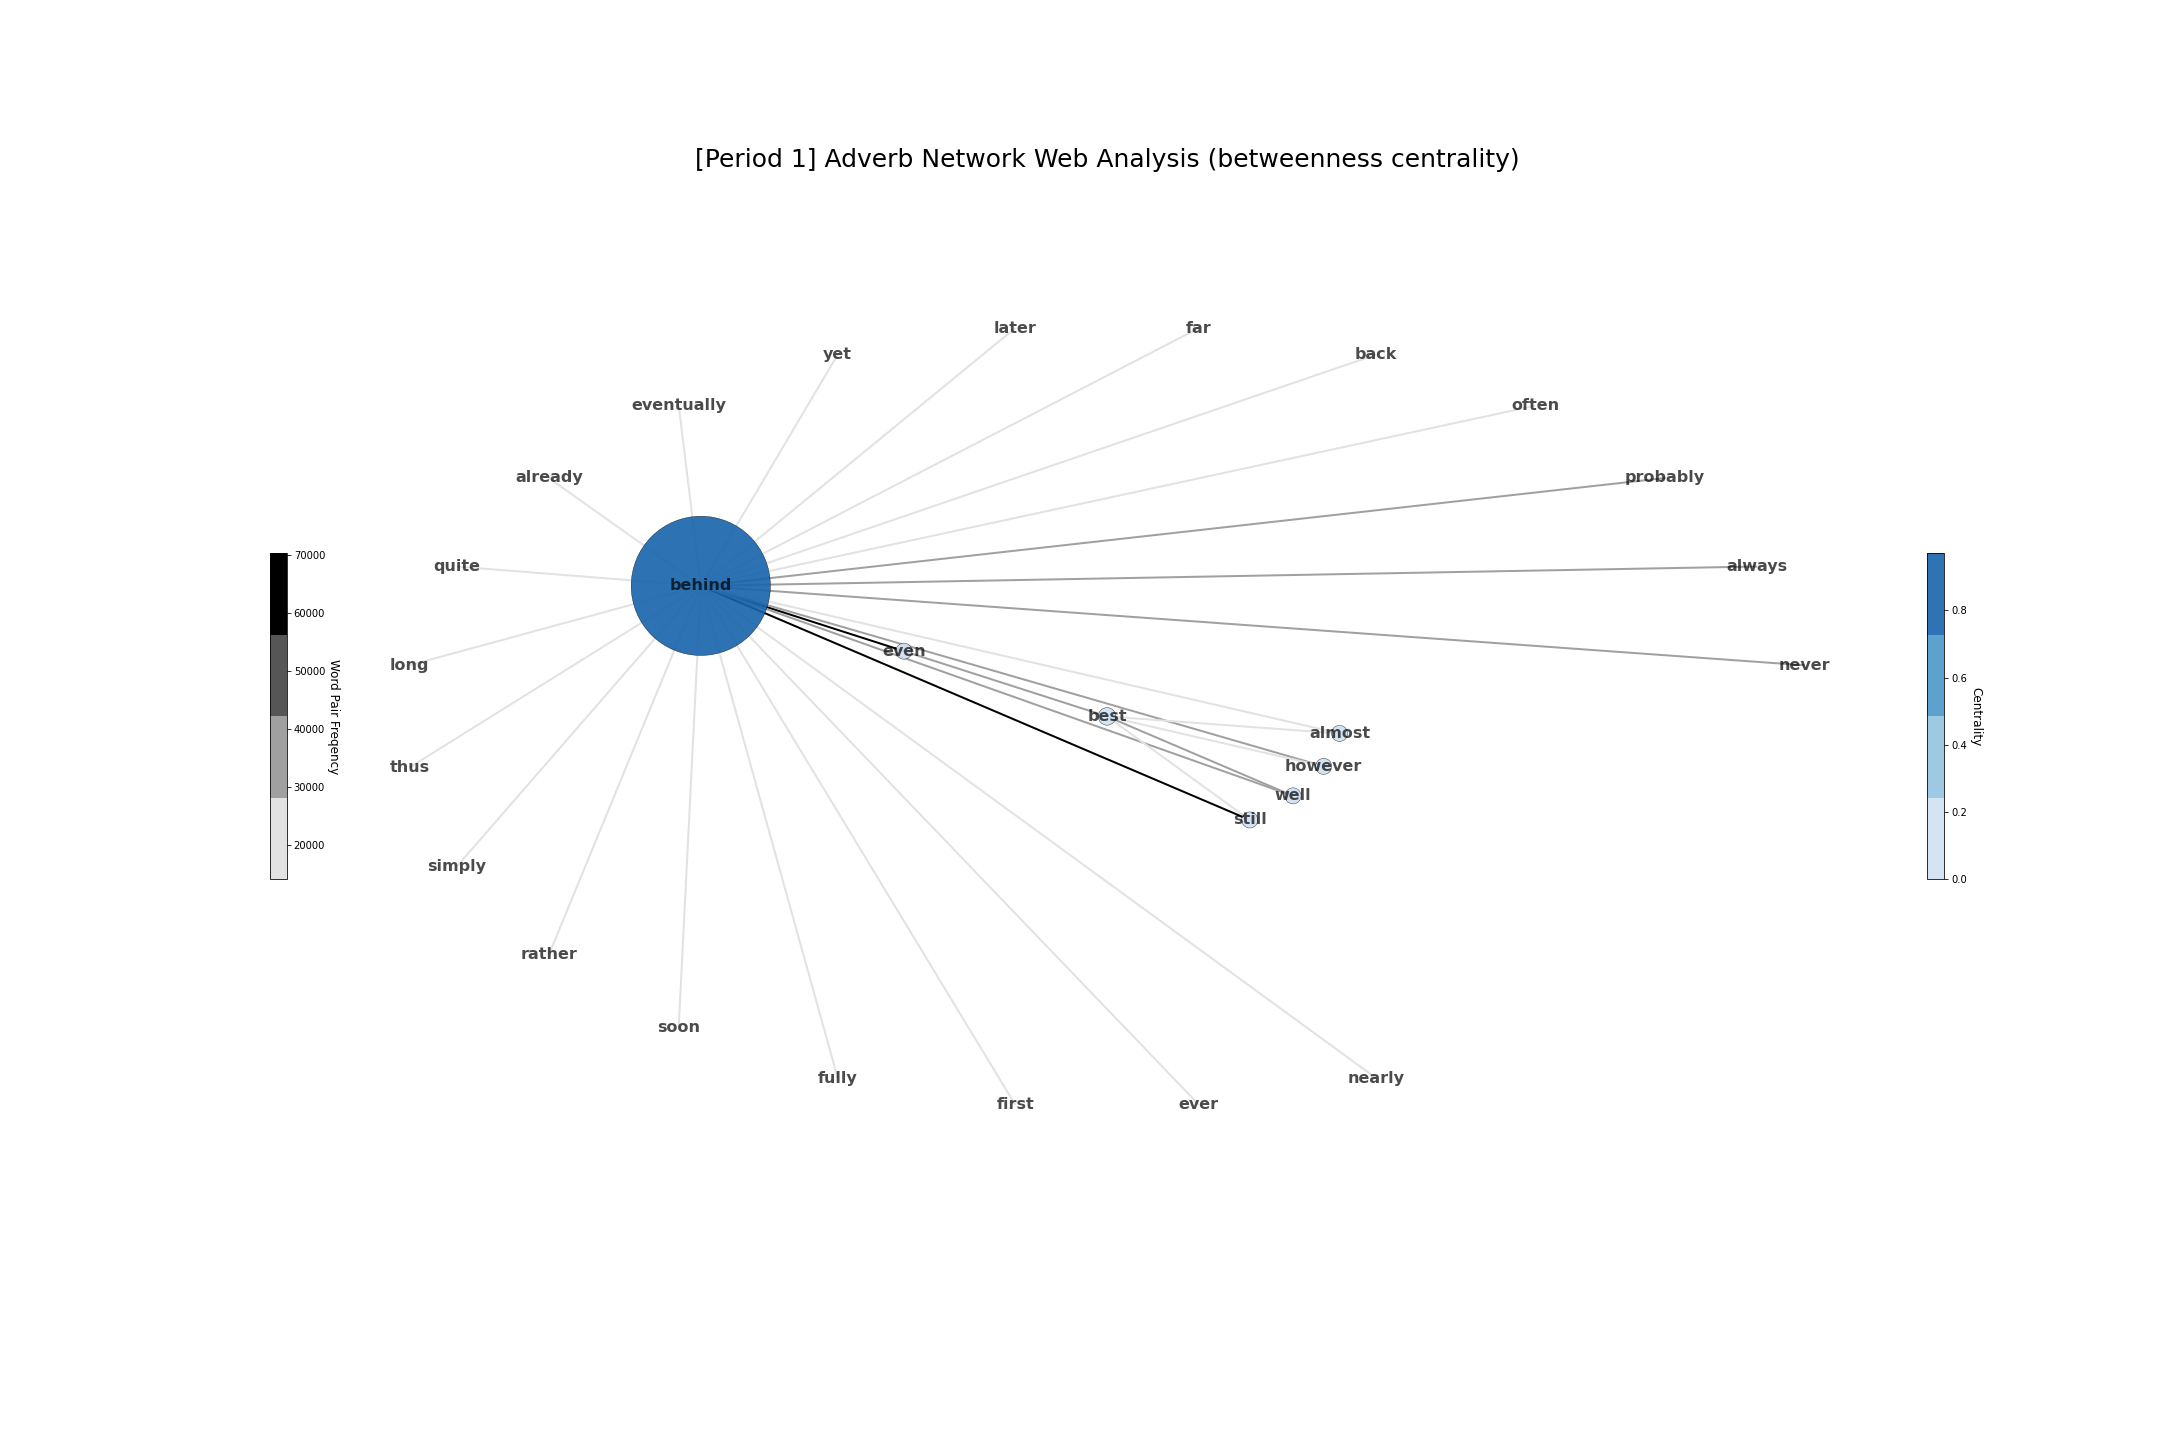 [Period 1] Adverb Network Web Analysis (betweenness centrality)
later
far
yet
back
eventually
often
already
probably
quite
always
behind
even
long
never
best
almost
thus
however
well
still
simply
rather
soon
fully
nearly
first
ever
70000
60000
50000
40000
30000
20000
Word Pair Freqency
0.8
0.6
0.4
0.2
0.0
Centrality